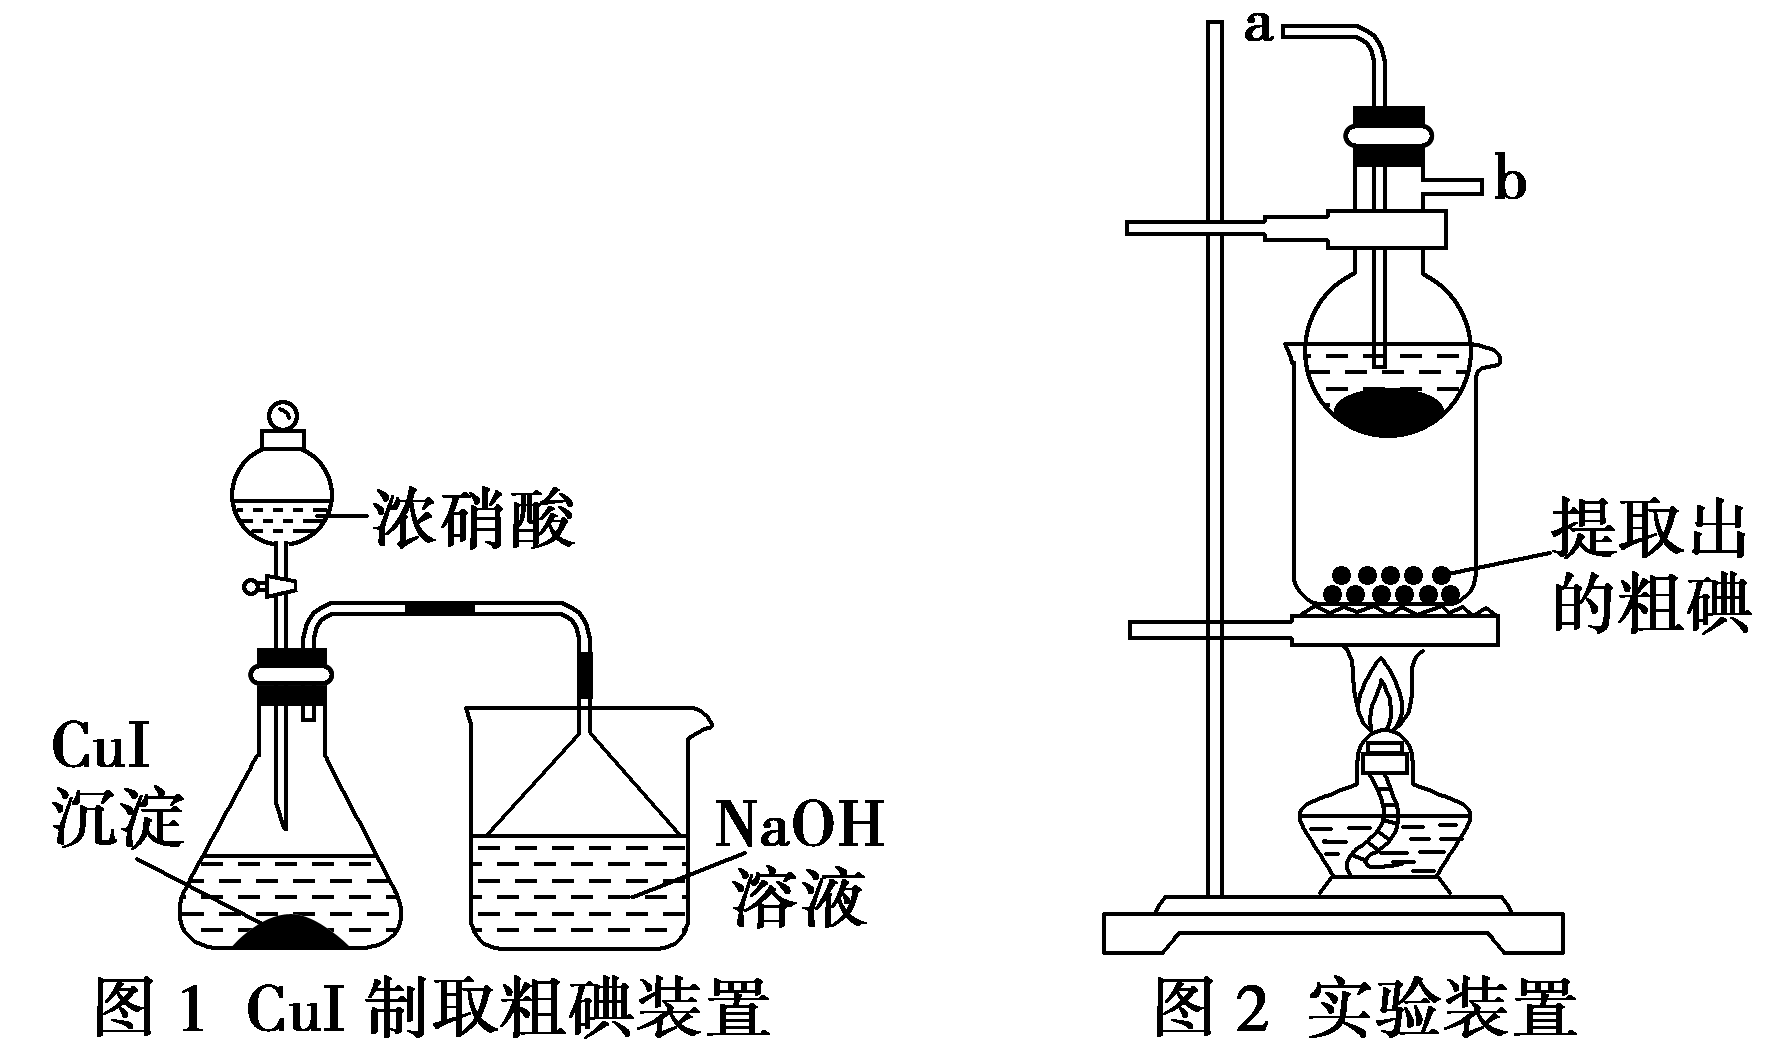 浓硝酸
CuI
沉淀
NaOH
溶液
图 1 CuI 制取粗碘装置
a
b
提取出
的粗碘
图 2 实验装置